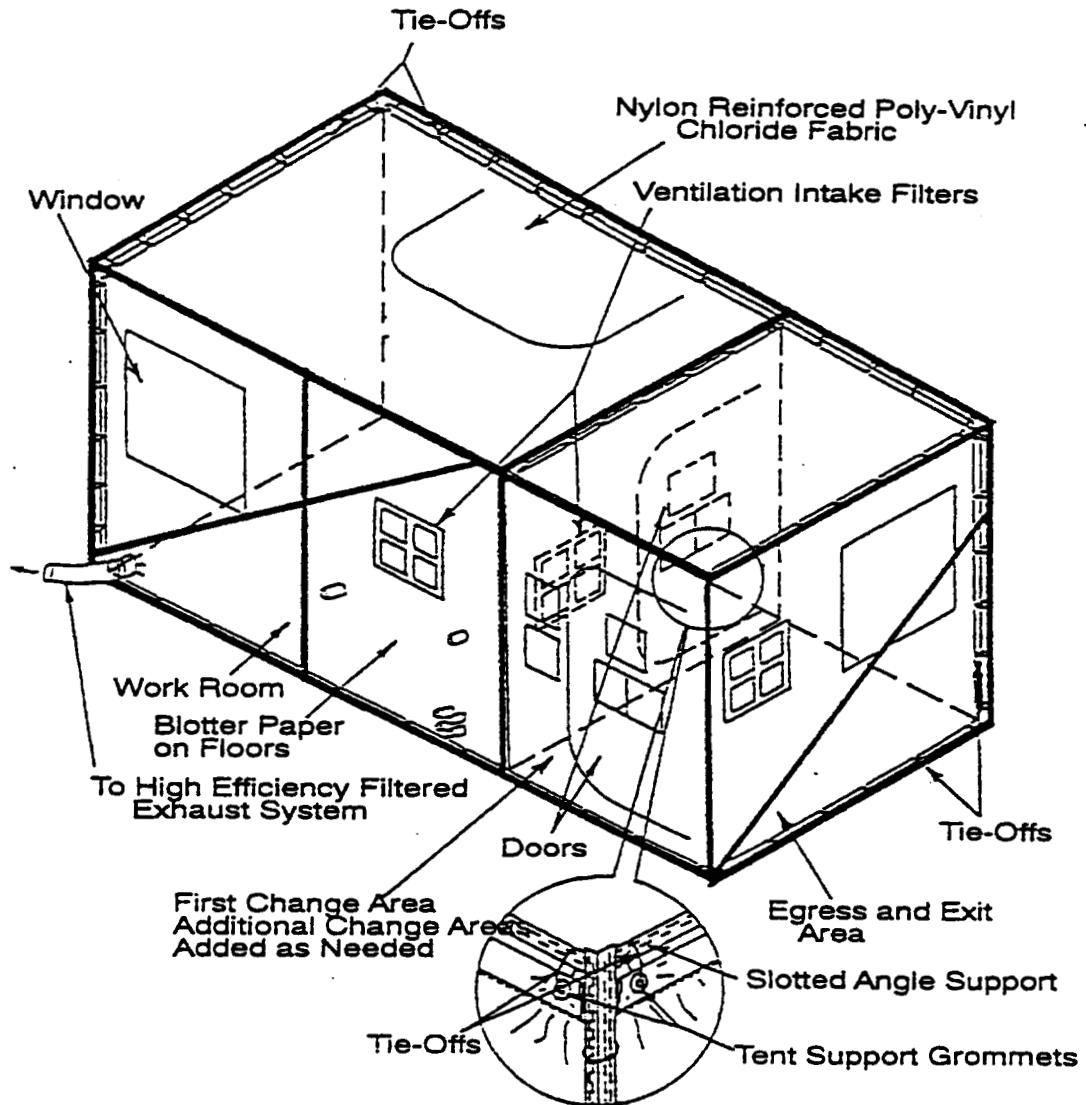 Tie-Offs
Nylon Reinforced Poly-Vinyl
Chloride Fabric
Window
Ventilation Intake Filters
Work Room
Blotter Paper
on Floors
To High Efficiency Filtered
Exhaust System
Doors
Tie-Offs
First Change Area
Additional Change Areas
Added as Needed
Egress and Exit
Area
Slotted Angle Support
Tie-Offs
Tent Support Grommets